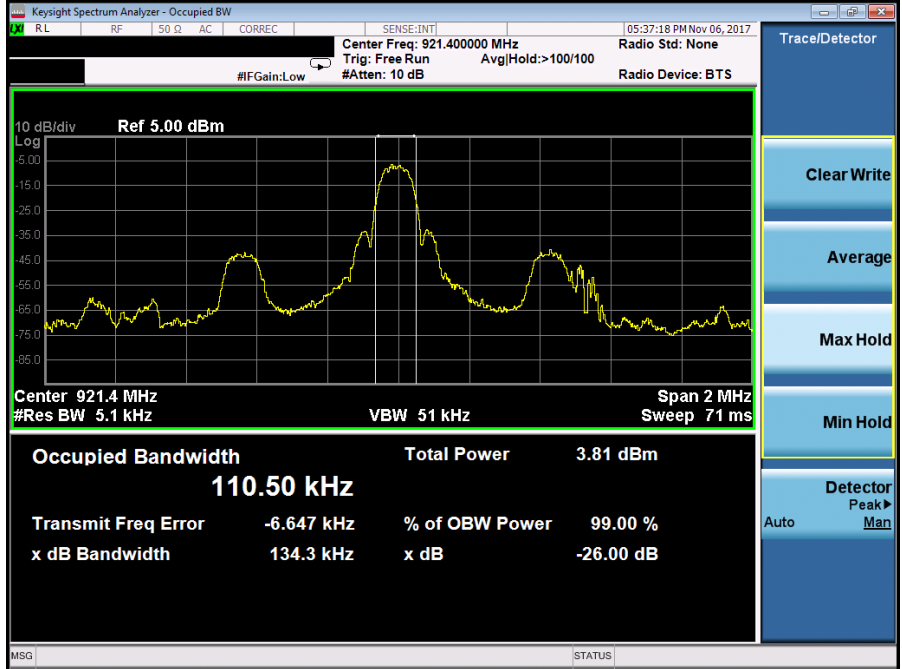 Keysight Spectrum Analyzer - Occupied BW
LXI RL RF 50 Ω AC CORREC SENSE:INT 05:37:18 PM Nov 06, 2017
Center Freq: 921.400000 MHz Radio Std: None
Trig: Free Run Avg|Hold:>100/100
#IFGain:Low #Atten: 10 dB Radio Device: BTS
Trace/Detector
10 dB/div Ref 5.00 dBm
Log
-5.00
-15.0
-25.0
-35.0
-45.0
-55.0
-65.0
-75.0
-85.0
Center 921.4 MHz Span 2 MHz
#Res BW 5.1 kHz VBW 51 kHz Sweep 71 ms
Occupied Bandwidth Total Power 3.81 dBm
110.50 kHz
Transmit Freq Error -6.647 kHz % of OBW Power 99.00 %
x dB Bandwidth 134.3 kHz x dB -26.00 dB
Clear Write
Average
Max Hold
Min Hold
Detector
Peak
Auto Man
MSG STATUS